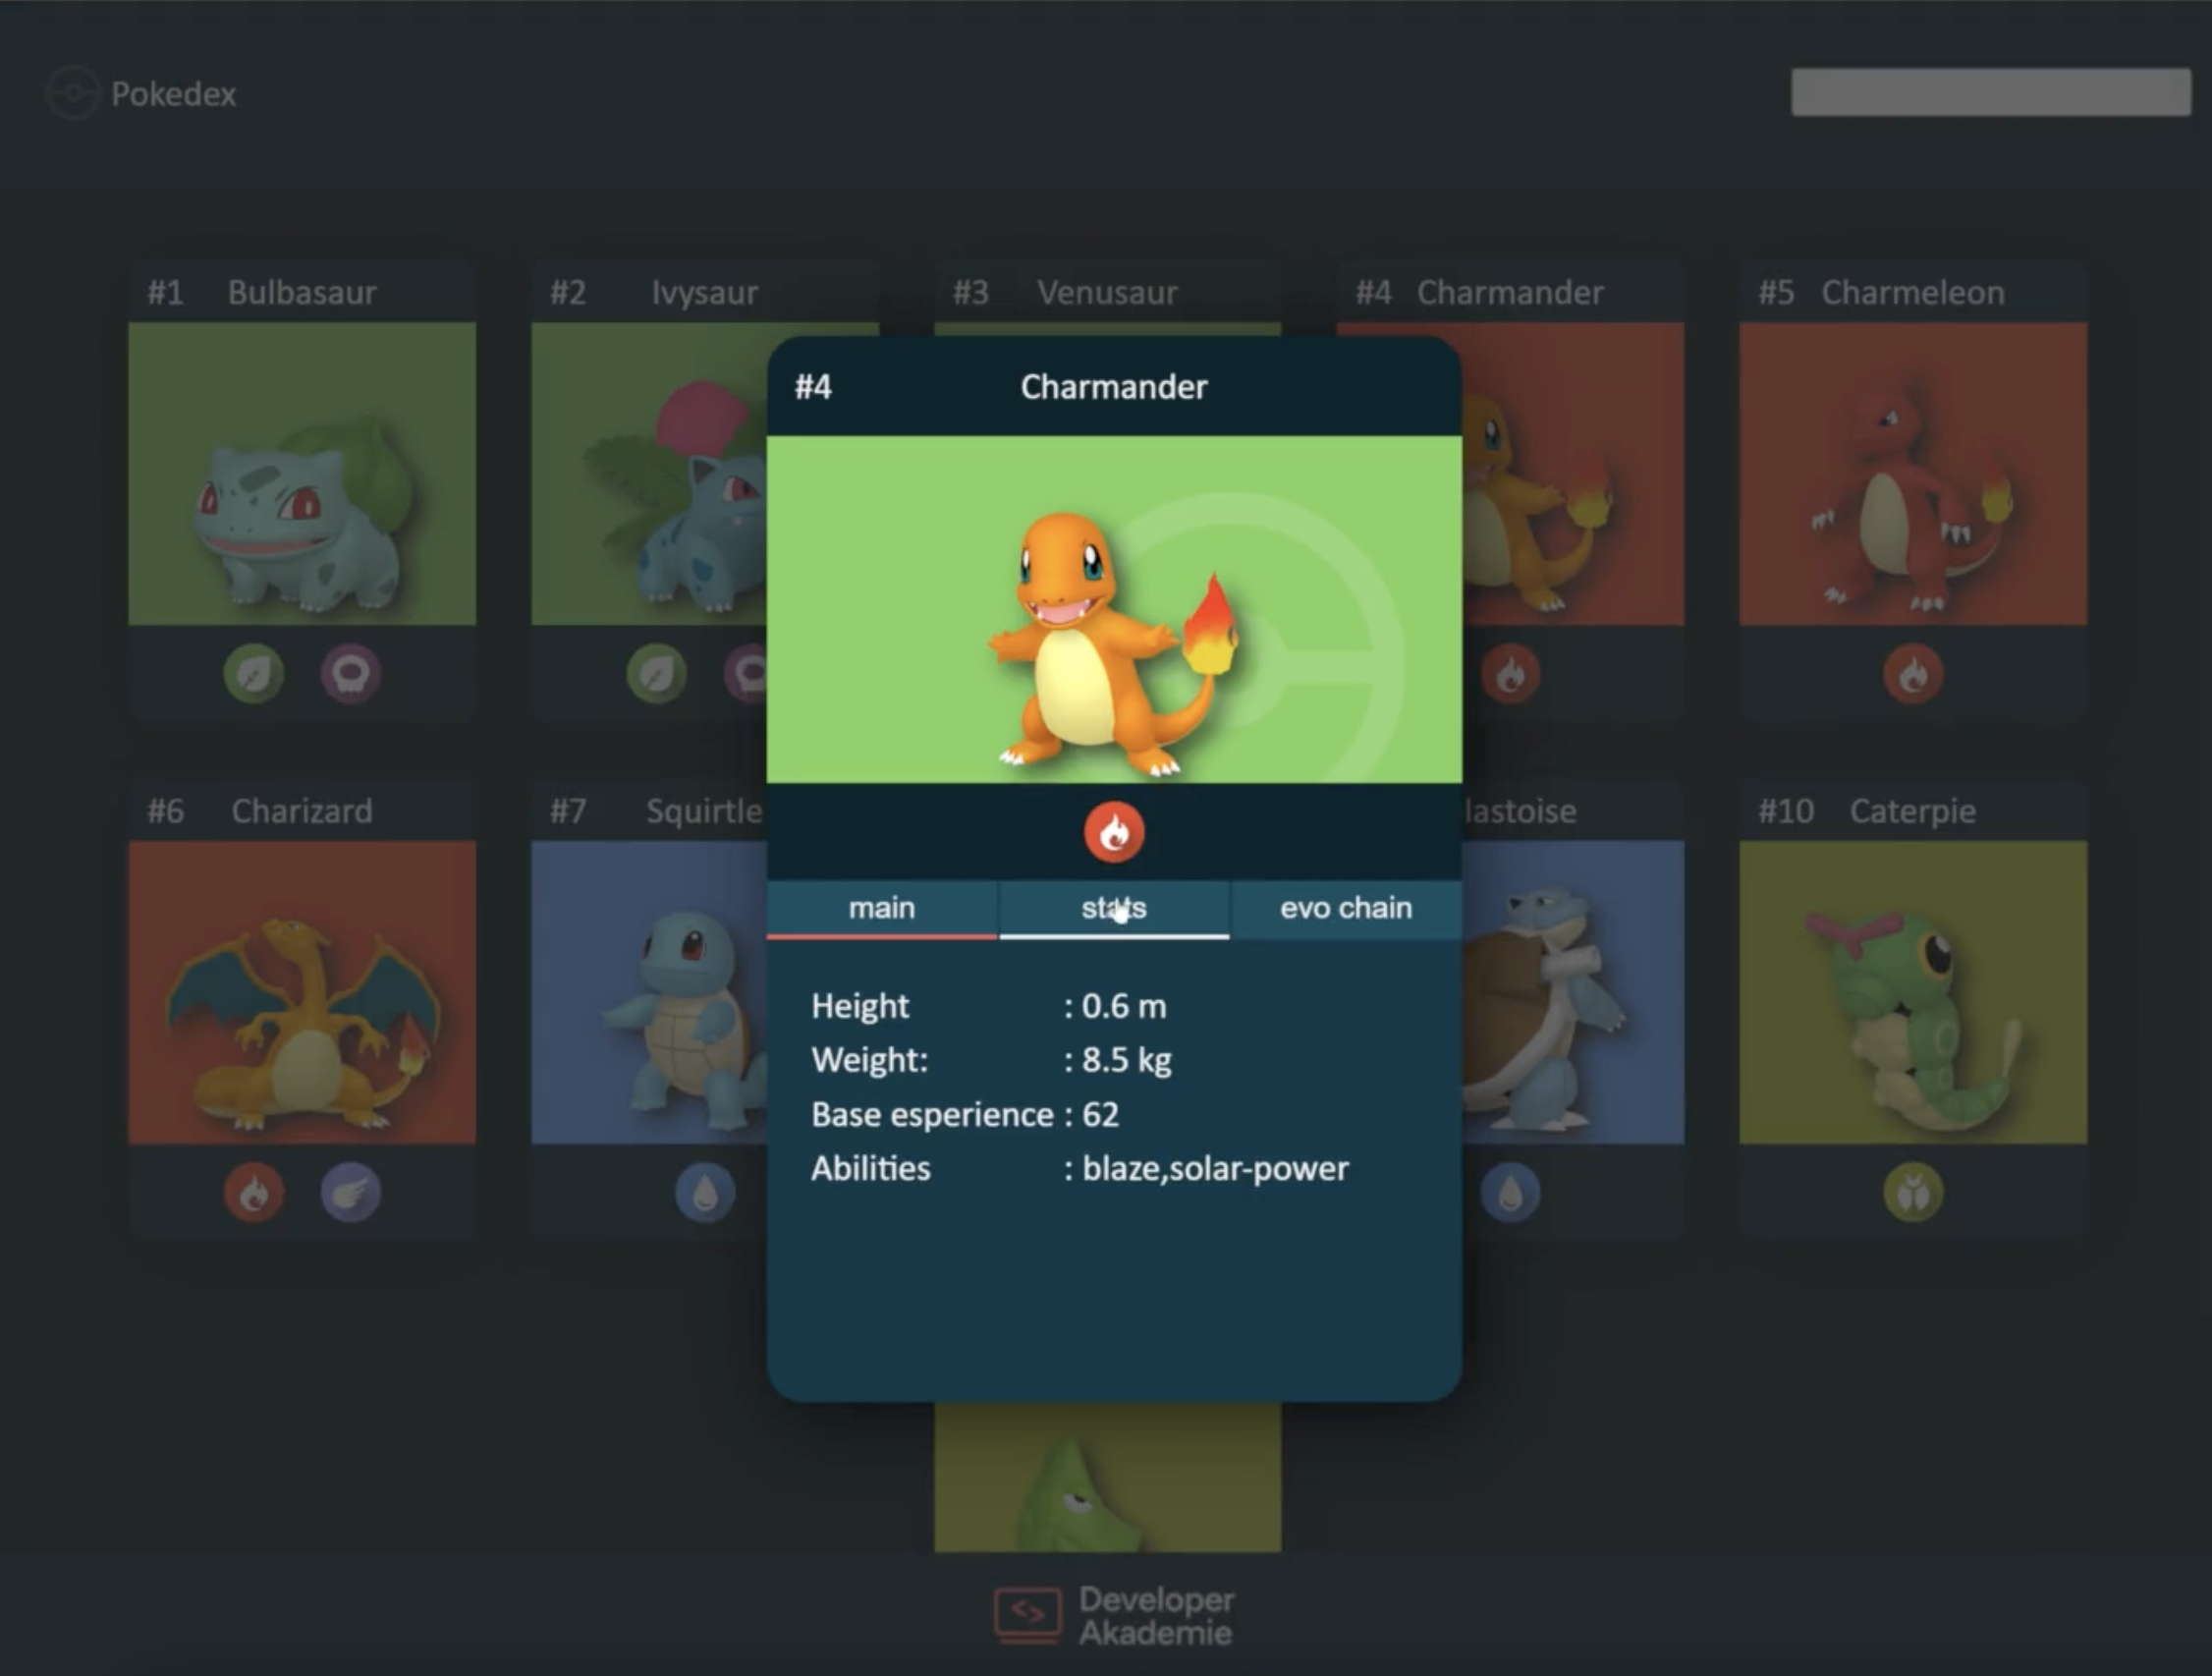 Pokedex
#1 Bulbasaur
#2 Ivysaur
#3 Venusaur
#4 Charmander
#5 Charmeleon
#4 Charmander
#6 Charizard
#7 Squirtle
lastoise
#10 Caterpie
main stats evo chain
Height : 0.6 m
Weight: : 8.5 kg
Base esperience : 62
Abilities : blaze,solar-power
<>
Developer
Akademie